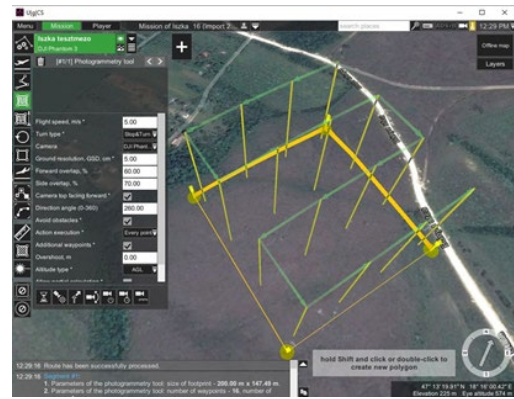 UgCS
Menu
Mission
Player
Mission of Iszka 16 (Import 2...
search places
12:29 PM
Iszka tesztmezo
DJI Phantom 3
Offline map
Layers
[#1/1] Photogrammetry tool
Flight speed, m/s * 5.00
Turn type * Stop&Turn
Camera DJI Phant...
Ground resolution, GSD, cm * 5.00
Forward overlap, % 60.00
Side overlap, % 70.00
Camera top facing forward *
Direction angle (0-360) 260.00
Avoid obstacles *
Action execution * Every point
Additional waypoints *
Overshoot, m 0.00
Altitude type * AGL
12:29:16 Route has been successfully processed.
12:29:16 Segment #1:
1. Parameters of the photogrammetry tool: size of footprint - 200.00 m x 147.49 m.
2. Parameters of the photogrammetry tool: number of waypoints - 16, number of
hold Shift and click or double-click to
create new polygon
47° 13'19.91"N 18° 16'00.42"E
Elevation 225 m Eye altitude 574 m